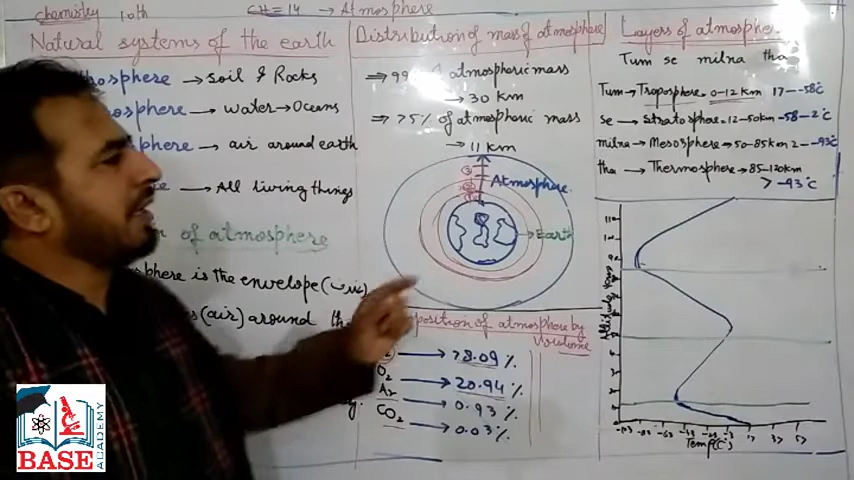 chemistry 10th
CH = 14 → Atmosphere
Natural systems of the earth
hosphere → Soil & Rocks
osphere → water → Oceans
sphere → air around earth
→ All living things
of atmosphere
sphere is the envelope
(air) around th
Distribution of mass of atmosphere
⇒ 99 atmospheric mass
→ 30 Km
⇒ 75% of atmospheric mass
→ 11 Km
Atmosphere
Earth
position of atmosphere by
Volume
→ 78.09 %
O2 → 20.94 %
Ar → 0.93 %
CO2 → 0.03 %
Layers of atmospher
Tum se milna tha
Tum → Troposphere = 0-12 km 17 - -58°C
se → Stratosphere = 12-50km -58 - 2°C
milna → Mesosphere → 50-85km 2 - -93°C
tha → Thermosphere → 85-120km
> -93°C
Temp(C°)
BASE
ACADEMY